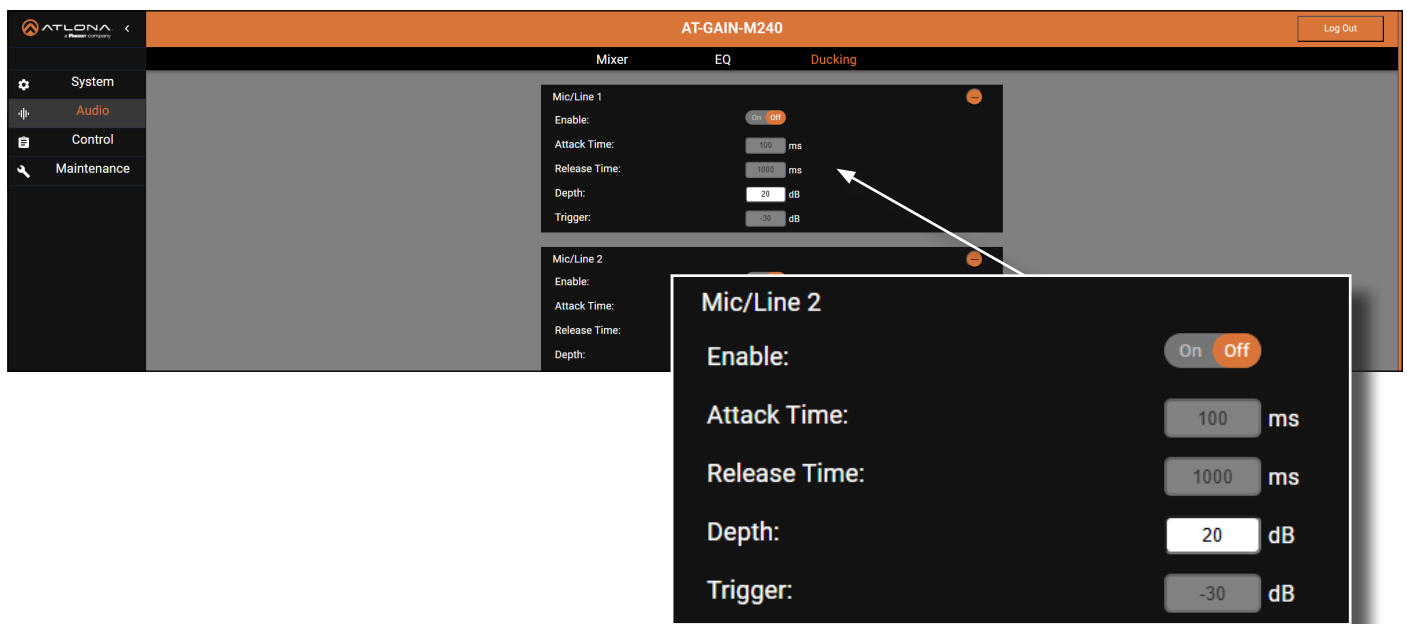 ATLONA
a Panduit company
AT-GAIN-M240
Log Out
Mixer EQ Ducking
System
Audio
Control
Maintenance
Mic/Line 1
Enable: On Off
Attack Time: 100 ms
Release Time: 1000 ms
Depth: 20 dB
Trigger: -30 dB
Mic/Line 2
Enable:
Attack Time:
Release Time:
Depth:
Mic/Line 2
Enable: On Off
Attack Time: 100 ms
Release Time: 1000 ms
Depth: 20 dB
Trigger: -30 dB